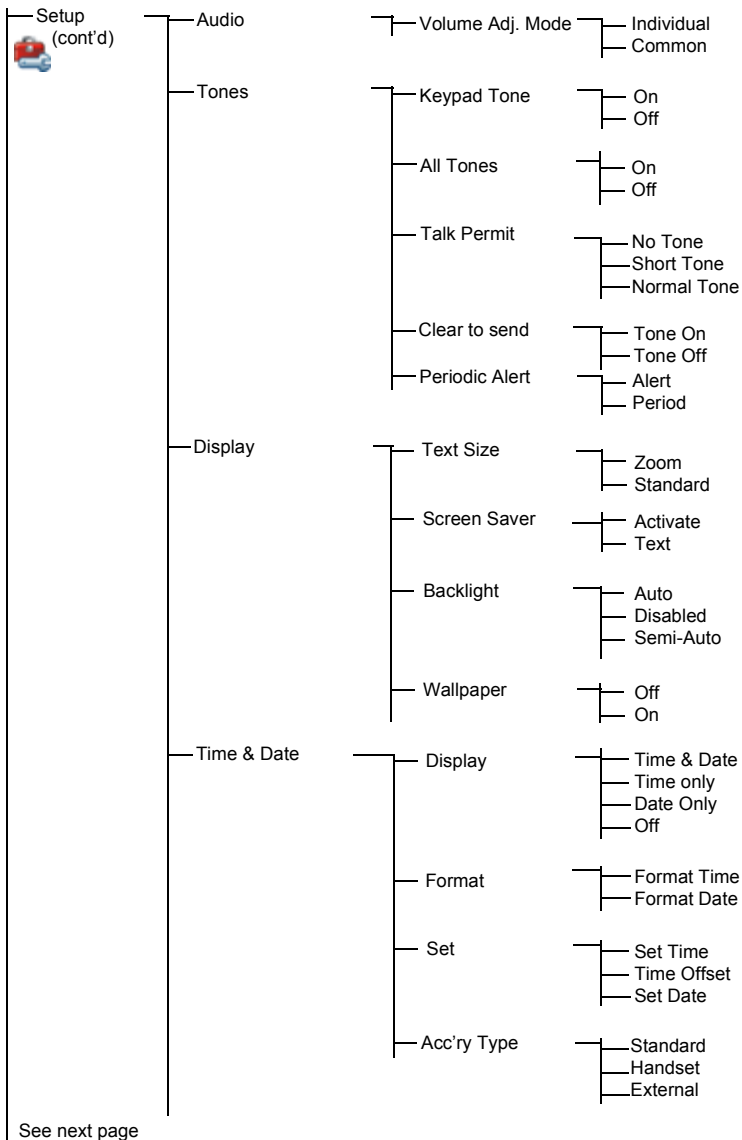 Setup
(cont'd)
Audio
Volume Adj. Mode
Individual
Common
Tones
Keypad Tone
On
Off
All Tones
On
Off
Talk Permit
No Tone
Short Tone
Normal Tone
Clear to send
Tone On
Tone Off
Periodic Alert
Alert
Period
Display
Text Size
Zoom
Standard
Screen Saver
Activate
Text
Backlight
Auto
Disabled
Semi-Auto
Wallpaper
Off
On
Time & Date
Display
Time & Date
Time only
Date Only
Off
Format
Format Time
Format Date
Set
Set Time
Time Offset
Set Date
Acc'ry Type
Standard
Handset
External
See next page